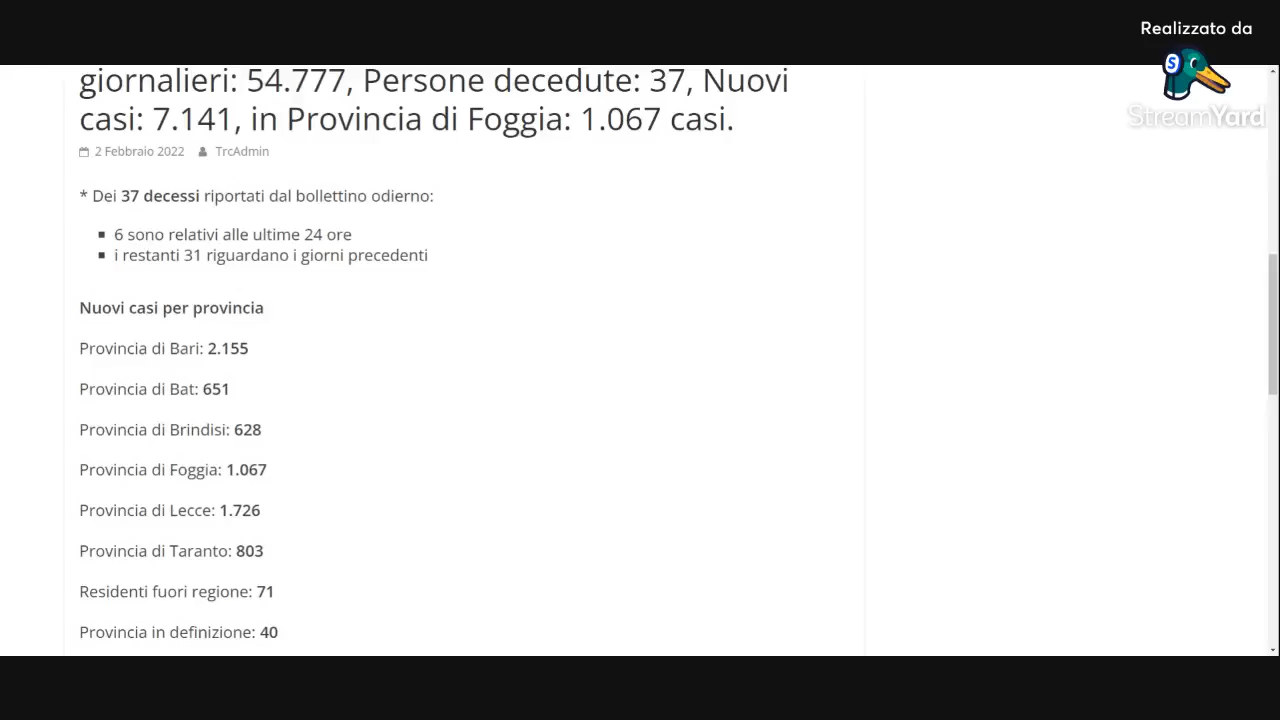 Realizzato da
StreamYard
giornalieri: 54.777, Persone decedute: 37, Nuovi
casi: 7.141, in Provincia di Foggia: 1.067 casi.
2 Febbraio 2022 TrcAdmin
* Dei 37 decessi riportati dal bollettino odierno:
6 sono relativi alle ultime 24 ore
i restanti 31 riguardano i giorni precedenti
Nuovi casi per provincia
Provincia di Bari: 2.155
Provincia di Bat: 651
Provincia di Brindisi: 628
Provincia di Foggia: 1.067
Provincia di Lecce: 1.726
Provincia di Taranto: 803
Residenti fuori regione: 71
Provincia in definizione: 40